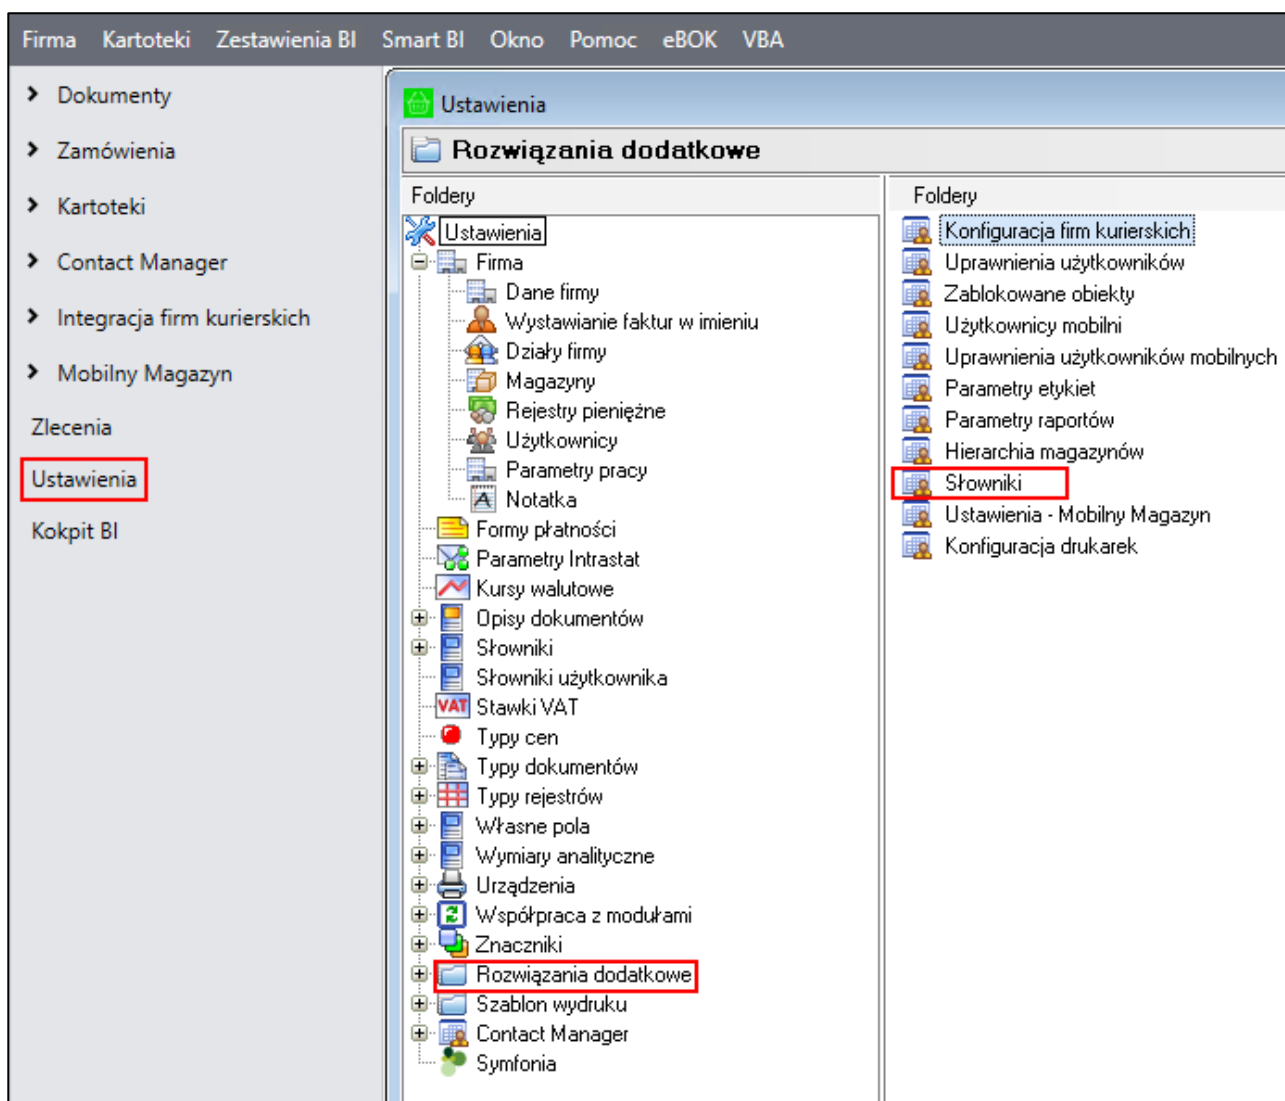 Firma Kartoteki Zestawienia BI Smart BI Okno Pomoc eBOK VBA
Dokumenty
Zamówienia
Kartoteki
Contact Manager
Integracja firm kurierskich
Mobilny Magazyn
Zlecenia
Ustawienia
Kokpit BI
Ustawienia
Rozwiązania dodatkowe
Foldery
Ustawienia
Firma
Dane firmy
Wystawianie faktur w imieniu
Działy firmy
Magazyny
Rejestry pieniężne
Użytkownicy
Parametry pracy
Notatka
Formy płatności
Parametry Intrastat
Kursy walutowe
Opisy dokumentów
Słowniki
Słowniki użytkownika
VAT Stawki VAT
Typy cen
Typy dokumentów
Typy rejestrów
Własne pola
Wymiary analityczne
Urządzenia
Współpraca z modułami
Znaczniki
Rozwiązania dodatkowe
Szablon wydruku
Contact Manager
Symfonia
Foldery
Konfiguracja firm kurierskich
Uprawnienia użytkowników
Zablokowane obiekty
Użytkownicy mobilni
Uprawnienia użytkowników mobilnych
Parametry etykiet
Parametry raportów
Hierarchia magazynów
Słowniki
Ustawienia - Mobilny Magazyn
Konfiguracja drukarek